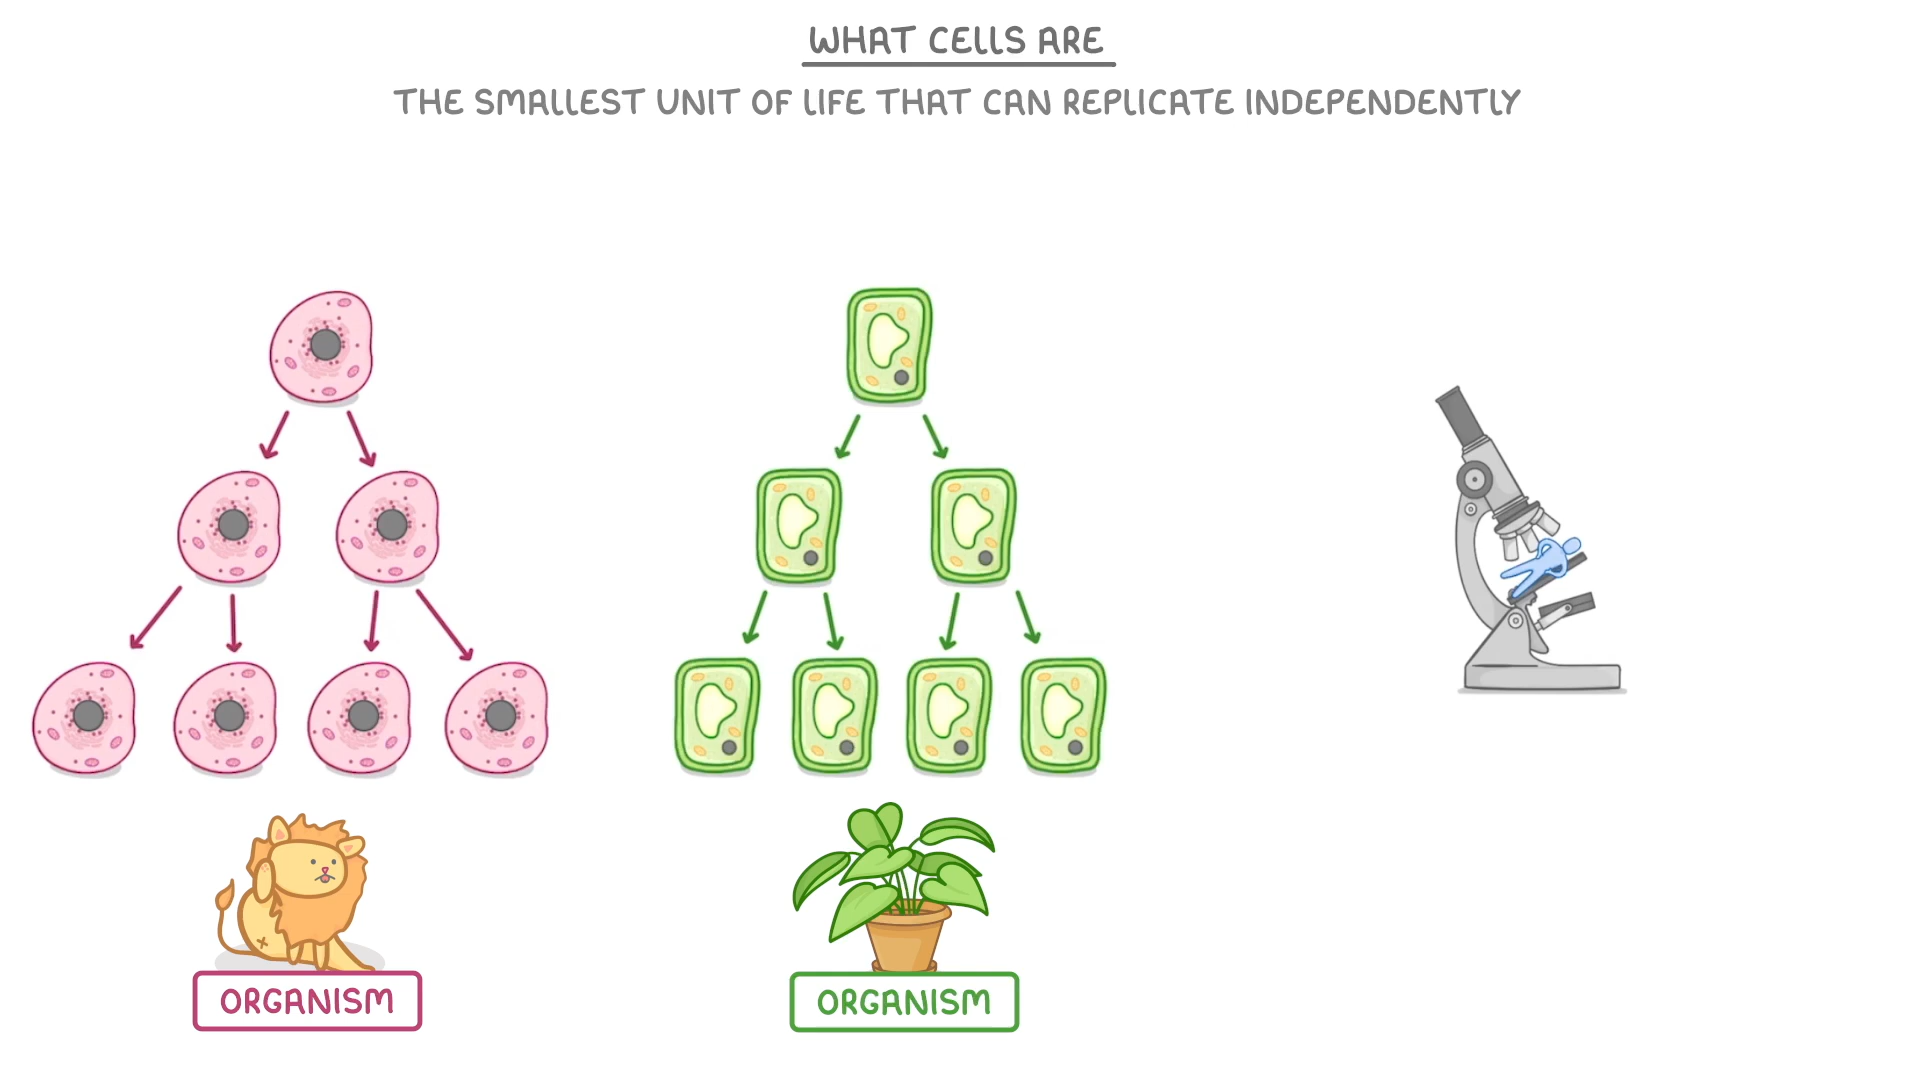 WHAT CELLS ARE
THE SMALLEST UNIT OF LIFE THAT CAN REPLICATE INDEPENDENTLY
ORGANISM
ORGANISM